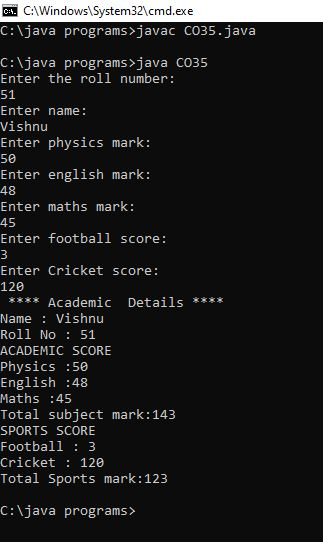 C:\Windows\System32\cmd.exe
C:\java programs>javac CO35.java
C:\java programs>java CO35
Enter the roll number:
51
Enter name:
Vishnu
Enter physics mark:
50
Enter english mark:
48
Enter maths mark:
45
Enter football score:
3
Enter Cricket score:
120
 **** Academic  Details ****
Name : Vishnu
Roll No : 51
ACADEMIC SCORE
Physics :50
English :48
Maths :45
Total subject mark:143
SPORTS SCORE
Football : 3
Cricket : 120
Total Sports mark:123
C:\java programs>